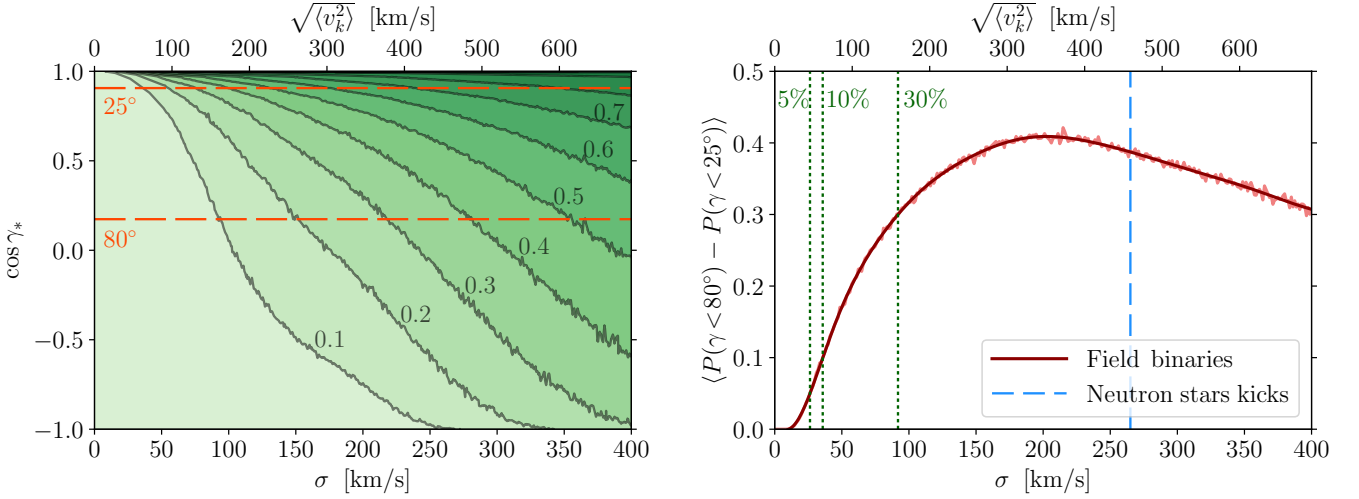 √⟨v_k^2⟩ [km/s]
0 100 200 300 400 500 600
1.0
0.5
0.0
−0.5
−1.0
cos γ_*
25°
80°
0.7
0.6
0.5
0.4
0.3
0.2
0.1
0 50 100 150 200 250 300 350 400
σ [km/s]
√⟨v_k^2⟩ [km/s]
0 100 200 300 400 500 600
0.5
0.4
0.3
0.2
0.1
0.0
⟨P(γ < 80°) − P(γ < 25°)⟩
5% 10% 30%
Field binaries
Neutron stars kicks
0 50 100 150 200 250 300 350 400
σ [km/s]